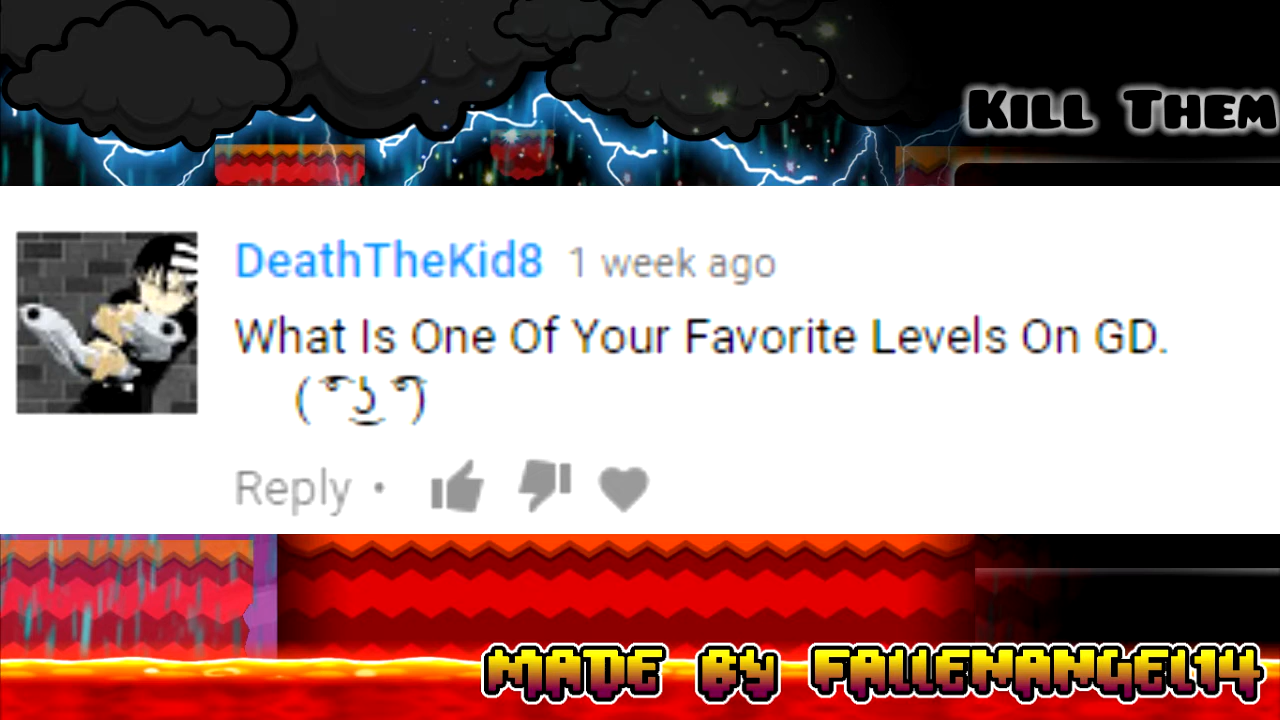 Kill Them
DeathTheKid8 1 week ago
What Is One Of Your Favorite Levels On GD.
( ͡° ͜ʖ ͡°)
Reply •
MADE BY FALLENANGEL14